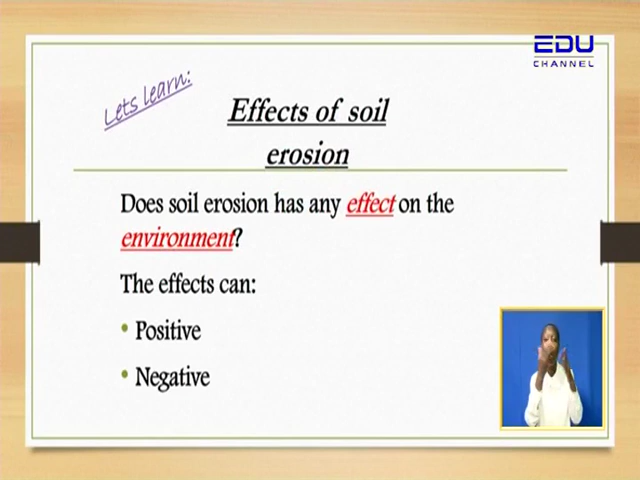 EDU
CHANNEL
Lets learn:
Effects of soil
erosion
Does soil erosion has any effect on the
environment?
The effects can:
• Positive
• Negative